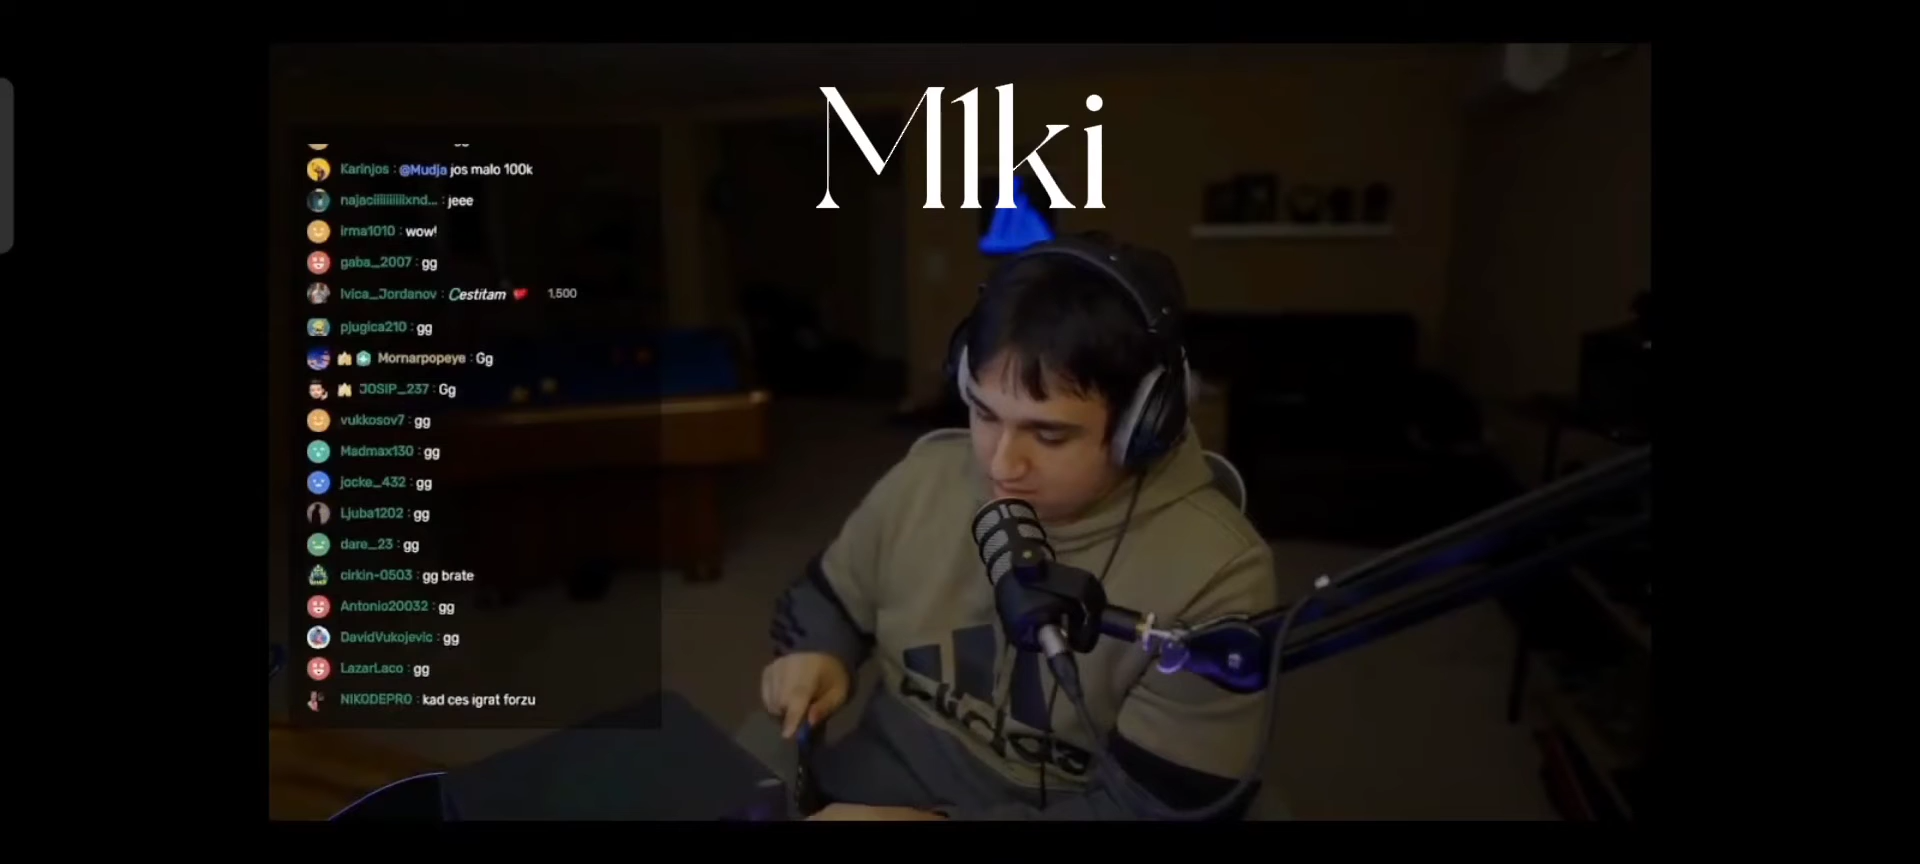 M1ki
Karinjos : @Mudja jos malo 100k
najaciiiiiiiiiixnd... : jeee
irma1010 : wow!
gaba_2007 : gg
Ivica_Jordanov : Cestitam 1,500
pjugica210 : gg
Mornarpopeye : Gg
JOSIP_237 : Gg
vukkosov7 : gg
Madmax130 : gg
jocke_432 : gg
Ljuba1202 : gg
dare_23 : gg
cirkin-0503 : gg brate
Antonio20032 : gg
DavidVukojevic : gg
LazarLaco : gg
NIKODEPRO : kad ces igrat forzu